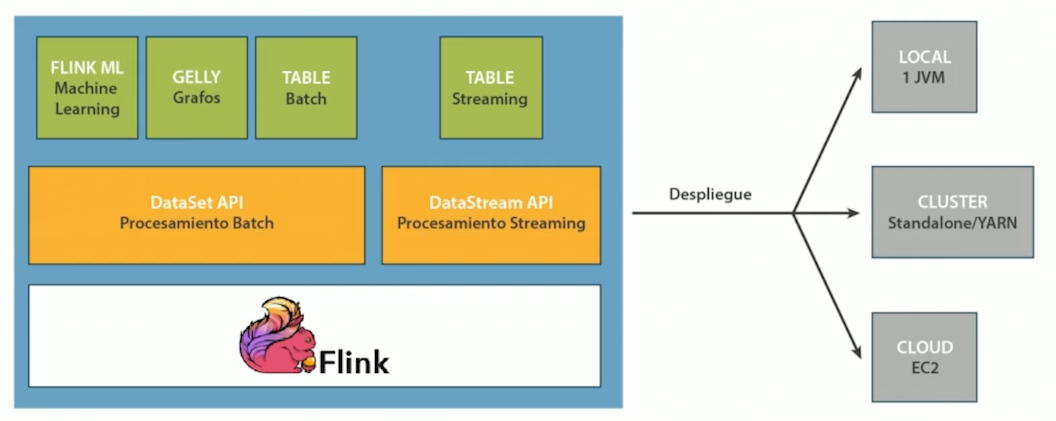 FLINK ML
Machine
Learning
GELLY
Grafos
TABLE
Batch
TABLE
Streaming
DataSet API
Procesamiento Batch
DataStream API
Procesamiento Streaming
Flink
Despliegue
LOCAL
1 JVM
CLUSTER
Standalone/YARN
CLOUD
EC2